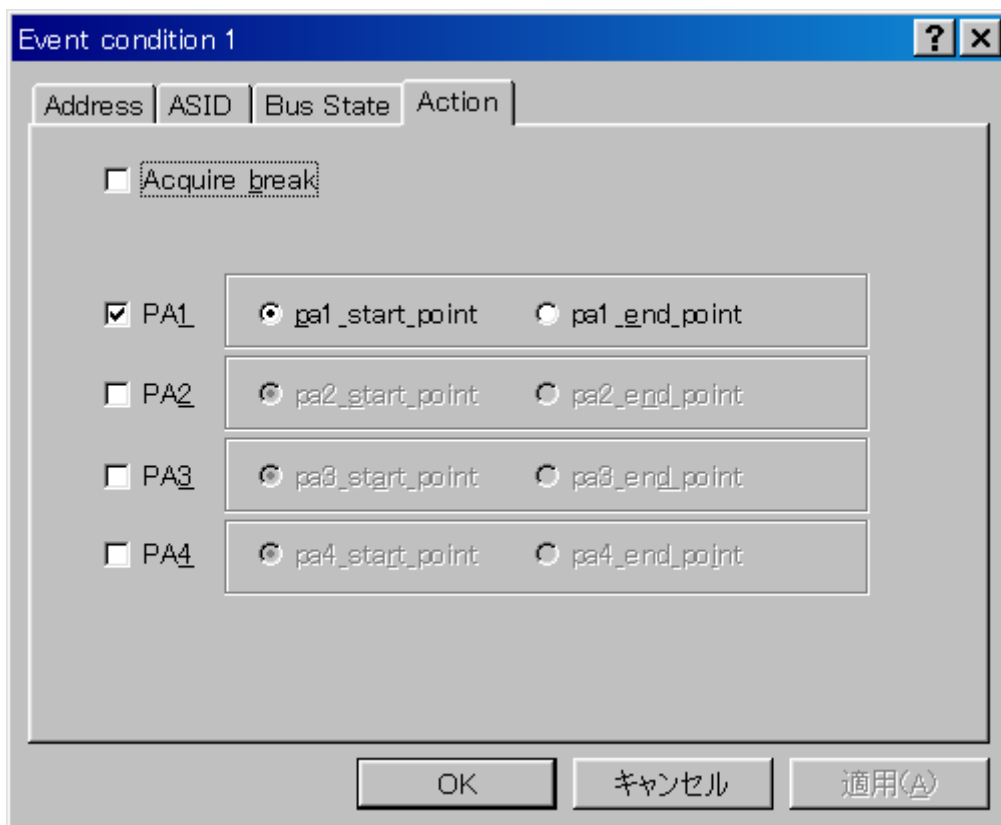 Event condition 1
Address ASID Bus State Action
Acquire break
PA1 pa1_start_point pa1_end_point
PA2 pa2_start_point pa2_end_point
PA3 pa3_start_point pa3_end_point
PA4 pa4_start_point pa4_end_point
OK キャンセル 適用(A)